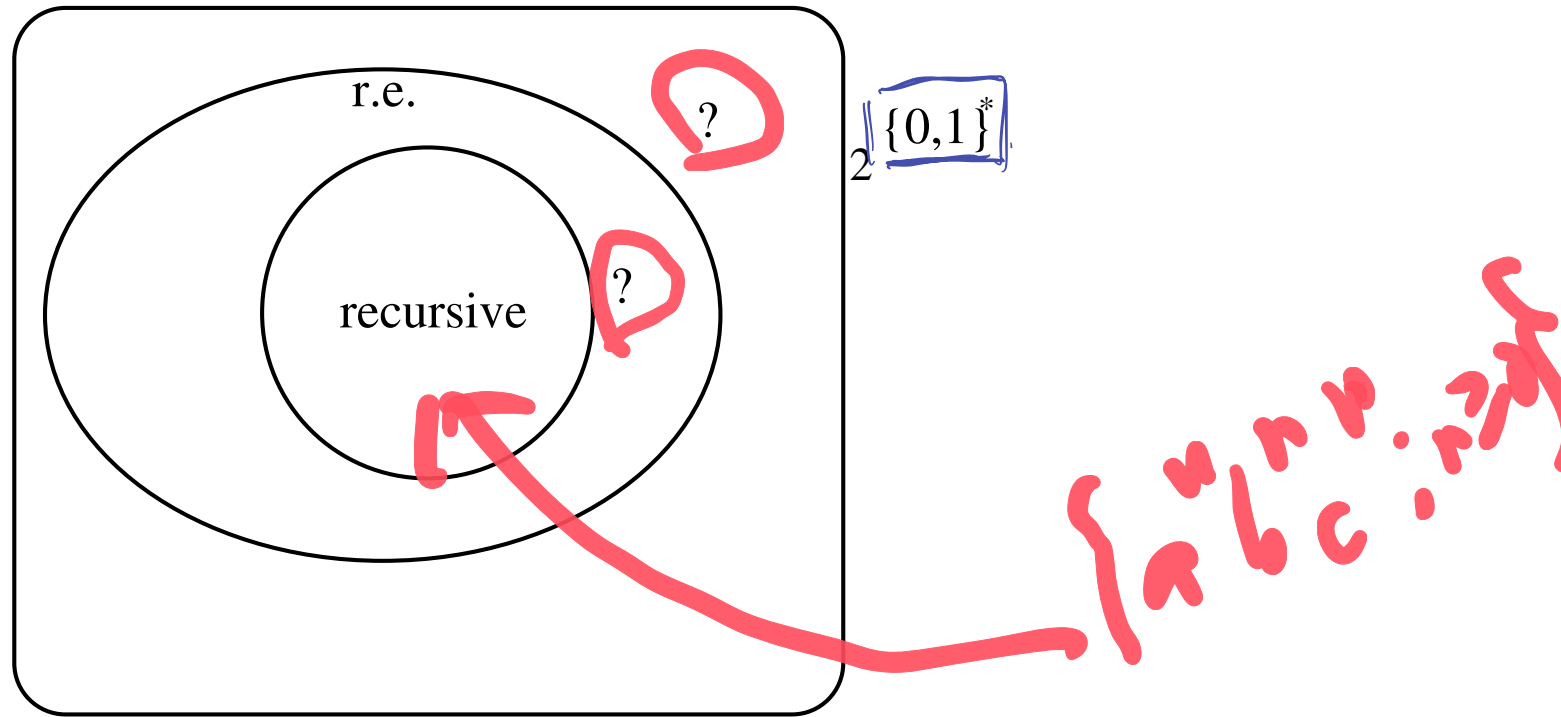 r.e.
?
2^{{0,1}*}
?
recursive
{a^n b^n c^n : n ≥ 0}